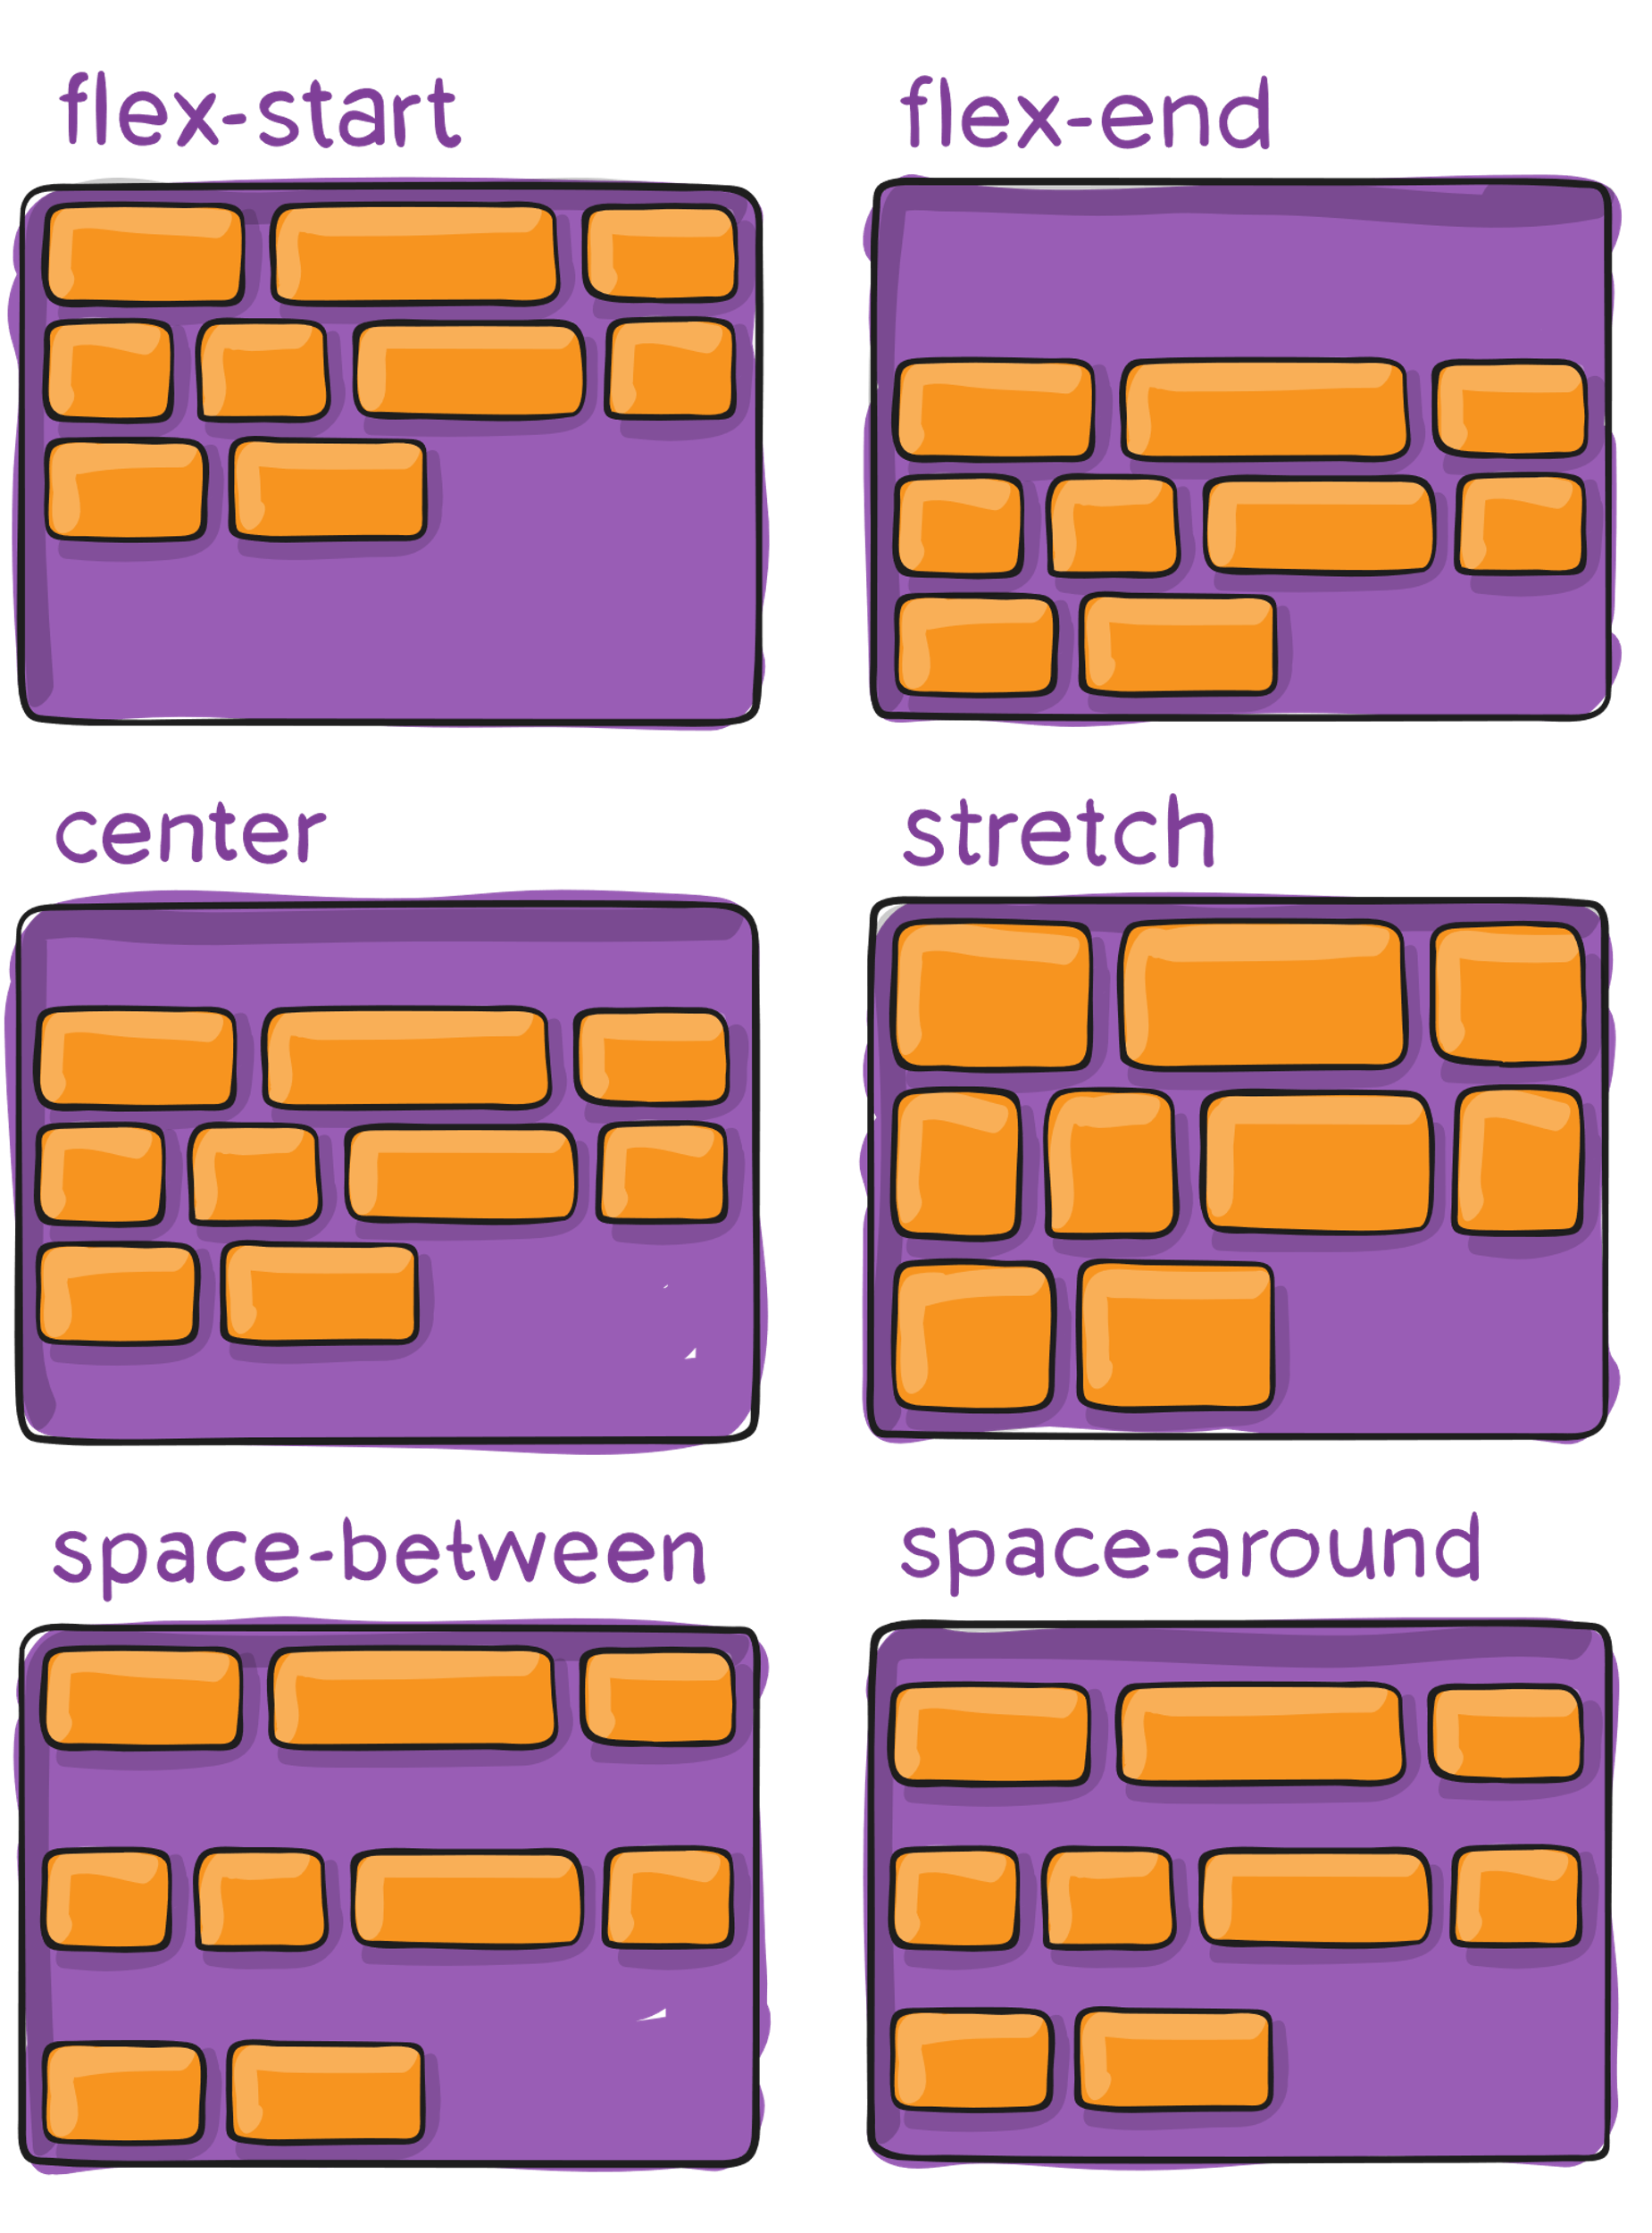 flex-start
flex-end
center
stretch
space-between
space-around